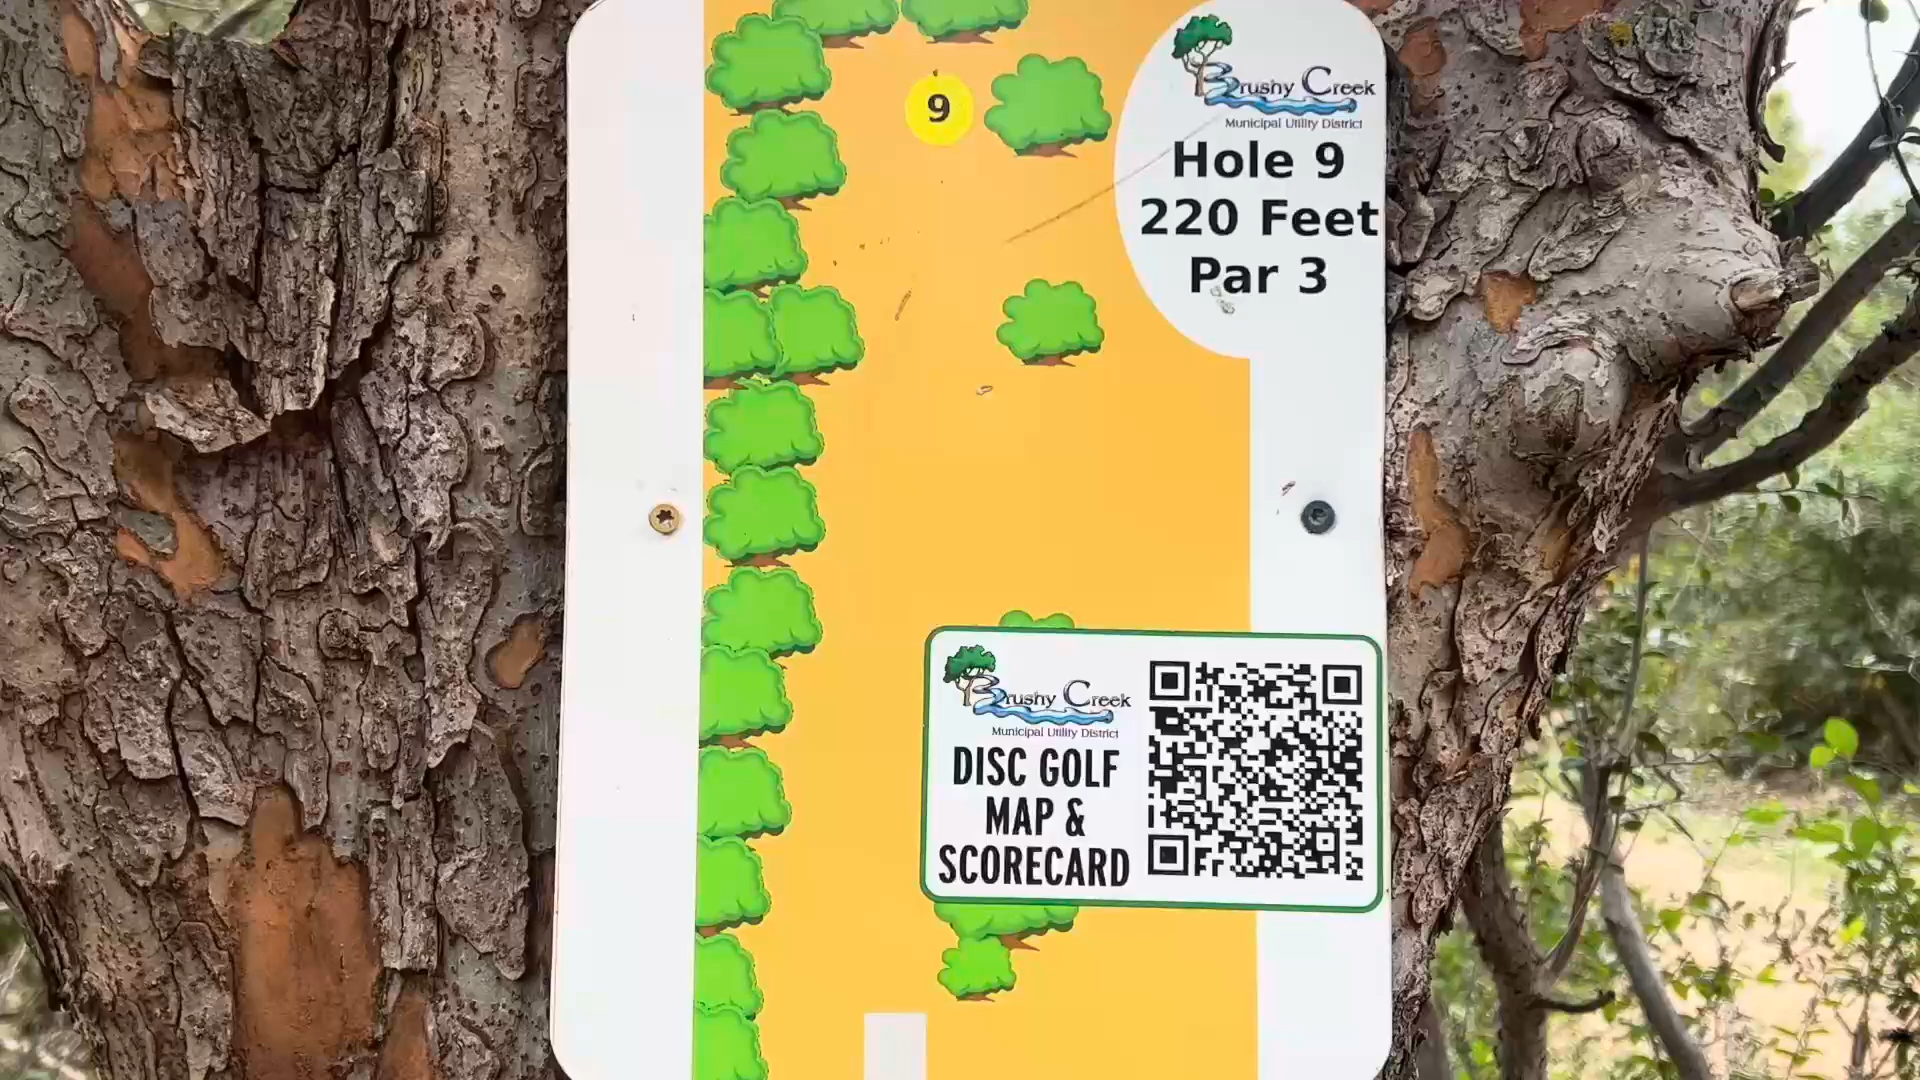 9
Brushy Creek
Municipal Utility District
Hole 9
220 Feet
Par 3
Brushy Creek
Municipal Utility District
DISC GOLF
MAP &
SCORECARD